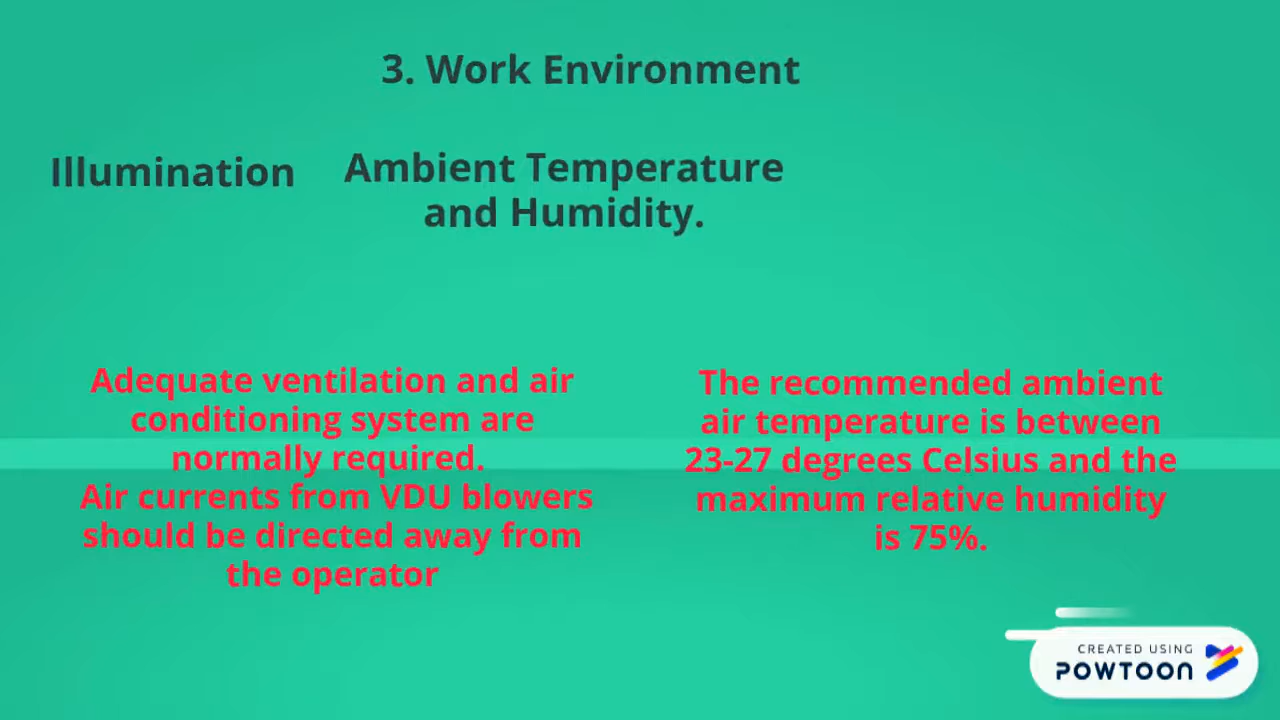 3. Work Environment
Illumination
Ambient Temperature
and Humidity.
Adequate ventilation and air
conditioning system are
normally required.
Air currents from VDU blowers
should be directed away from
the operator
The recommended ambient
air temperature is between
23-27 degrees Celsius and the
maximum relative humidity
is 75%.
CREATED USING
POWTOON